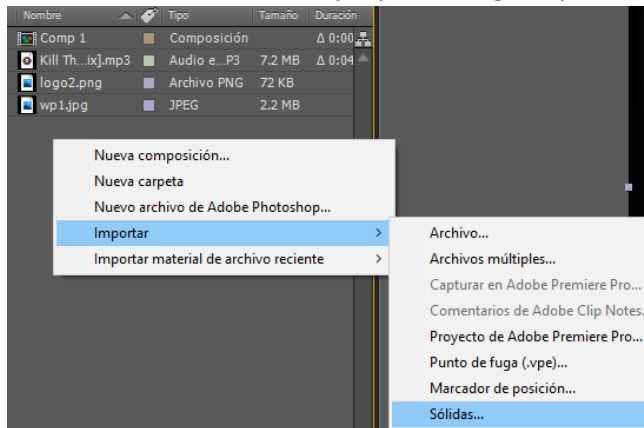 Nombre Tipo Tamaño Duración
Comp 1 Composición Δ 0:00
Kill Th...ix].mp3 Audio e...P3 7.2 MB Δ 0:04
logo2.png Archivo PNG 72 KB
wp1.jpg JPEG 2.2 MB
Nueva composición...
Nueva carpeta
Nuevo archivo de Adobe Photoshop...
Importar >
Importar material de archivo reciente >
Archivo...
Archivos múltiples...
Capturar en Adobe Premiere Pro...
Comentarios de Adobe Clip Notes.
Proyecto de Adobe Premiere Pro...
Punto de fuga (.vpe)...
Marcador de posición...
Sólidas...